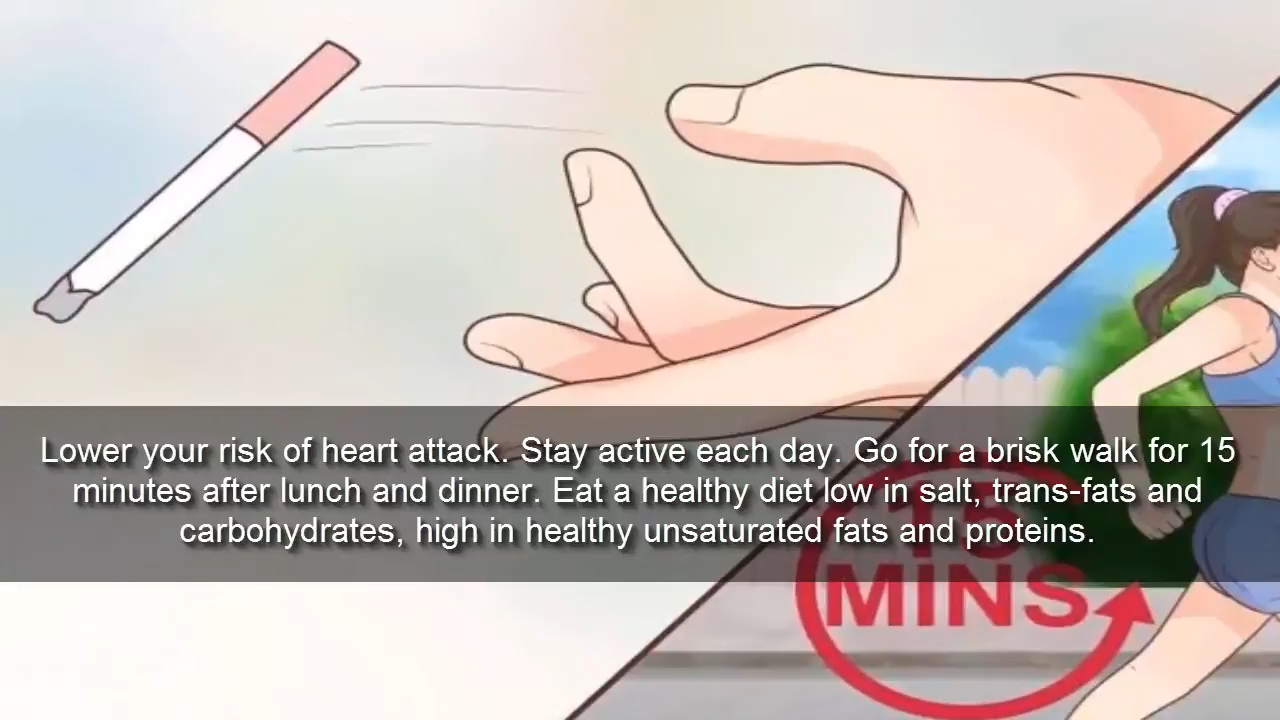 Lower your risk of heart attack. Stay active each day. Go for a brisk walk for 15
minutes after lunch and dinner. Eat a healthy diet low in salt, trans-fats and
carbohydrates, high in healthy unsaturated fats and proteins.
15
MINS